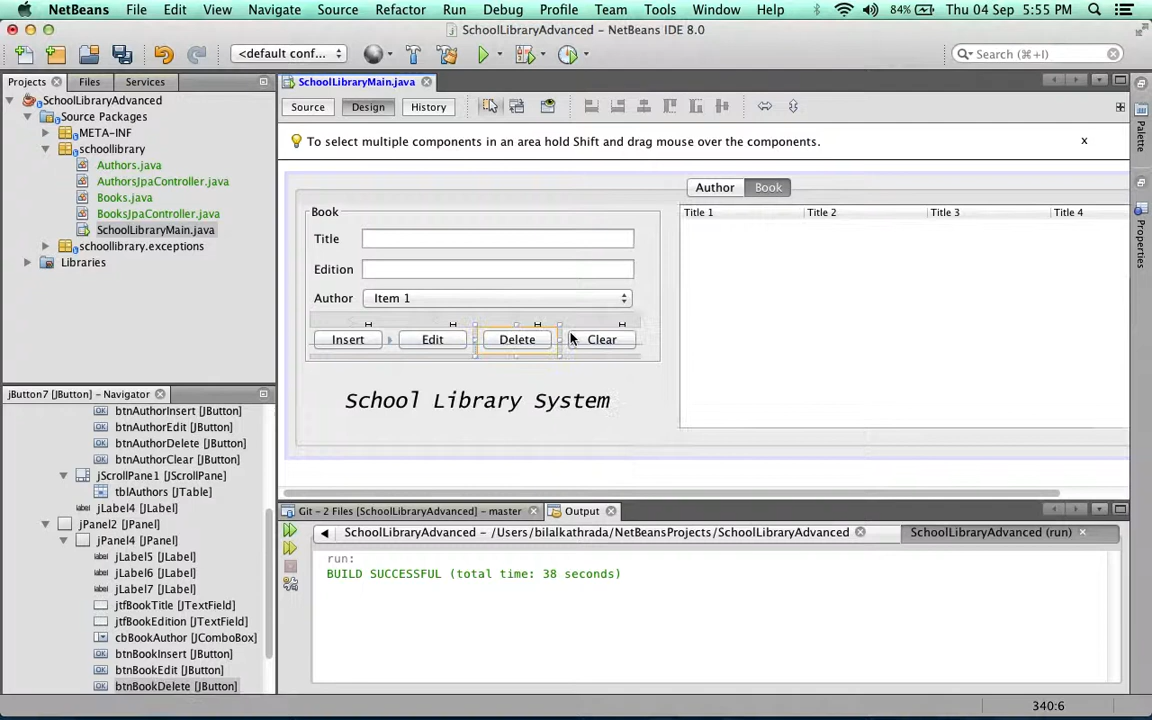 NetBeans File Edit View Navigate Source Refactor Run Debug Profile Team Tools Window Help 84% Thu 04 Sep 5:55 PM
SchoolLibraryAdvanced - NetBeans IDE 8.0
<default conf... Search (⌘+I)
Projects Files Services
SchoolLibraryMain.java
SchoolLibraryAdvanced
Source Packages
META-INF
schoollibrary
Authors.java
AuthorsJpaController.java
Books.java
BooksJpaController.java
SchoolLibraryMain.java
schoollibrary.exceptions
Libraries
Source Design History
To select multiple components in an area hold Shift and drag mouse over the components. x
Author Book
Book
Title
Edition
Author Item 1
Insert Edit Delete Clear
School Library System
Title 1 Title 2 Title 3 Title 4
Palette
Properties
jButton7 [JButton] - Navigator
btnAuthorInsert [JButton]
btnAuthorEdit [JButton]
btnAuthorDelete [JButton]
btnAuthorClear [JButton]
jScrollPane1 [JScrollPane]
tblAuthors [JTable]
jLabel4 [JLabel]
jPanel2 [JPanel]
jPanel4 [JPanel]
jLabel5 [JLabel]
jLabel6 [JLabel]
jLabel7 [JLabel]
jtfBookTitle [JTextField]
jtfBookEdition [JTextField]
cbBookAuthor [JComboBox]
btnBookInsert [JButton]
btnBookEdit [JButton]
btnBookDelete [JButton]
Git - 2 Files [SchoolLibraryAdvanced] - master Output
SchoolLibraryAdvanced - /Users/bilalkathrada/NetBeansProjects/SchoolLibraryAdvanced SchoolLibraryAdvanced (run)
run:
BUILD SUCCESSFUL (total time: 38 seconds)
340:6